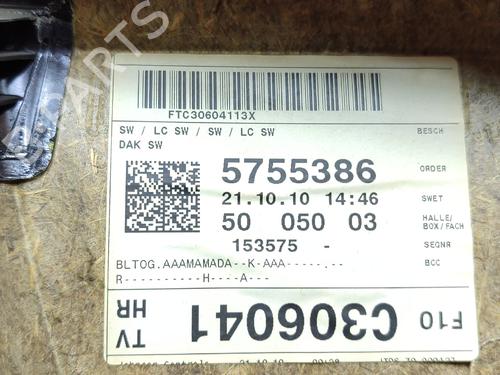 PARTS
FTC30604113X
SW / LC SW / SW / LC SW BESCH
DAK SW
5755386 ORDER
21.10.10 14:46 SWET
50 050 03 HALLE/
BOX/FACH
153575 - SEQNR
BLTOG.AAAMAMADA--K-AAA-----.-- BCC
R----------H----A---
TV
HR
C306041
F10